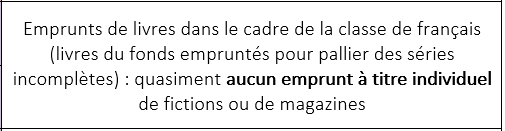 Emprunts de livres dans le cadre de la classe de français
(livres du fonds empruntés pour pallier des séries
incomplètes) : quasiment aucun emprunt à titre individuel
de fictions ou de magazines